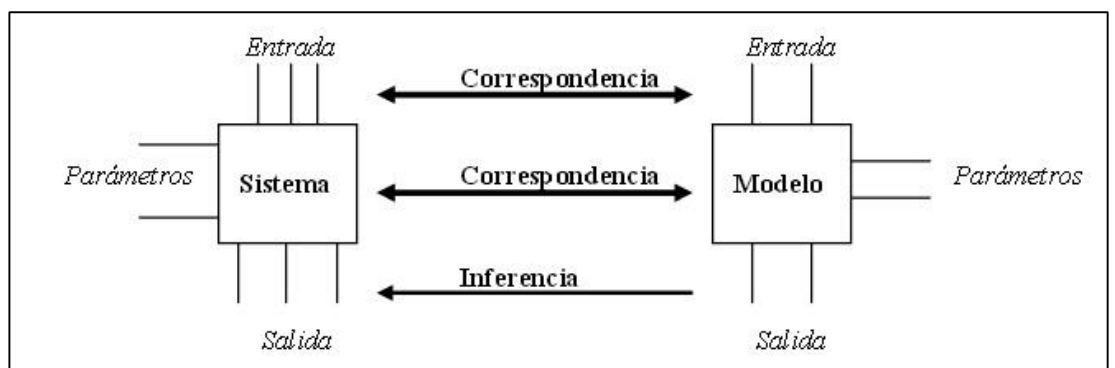 Entrada
Entrada
Correspondencia
Parámetros
Sistema
Correspondencia
Modelo
Parámetros
Inferencia
Salida
Salida